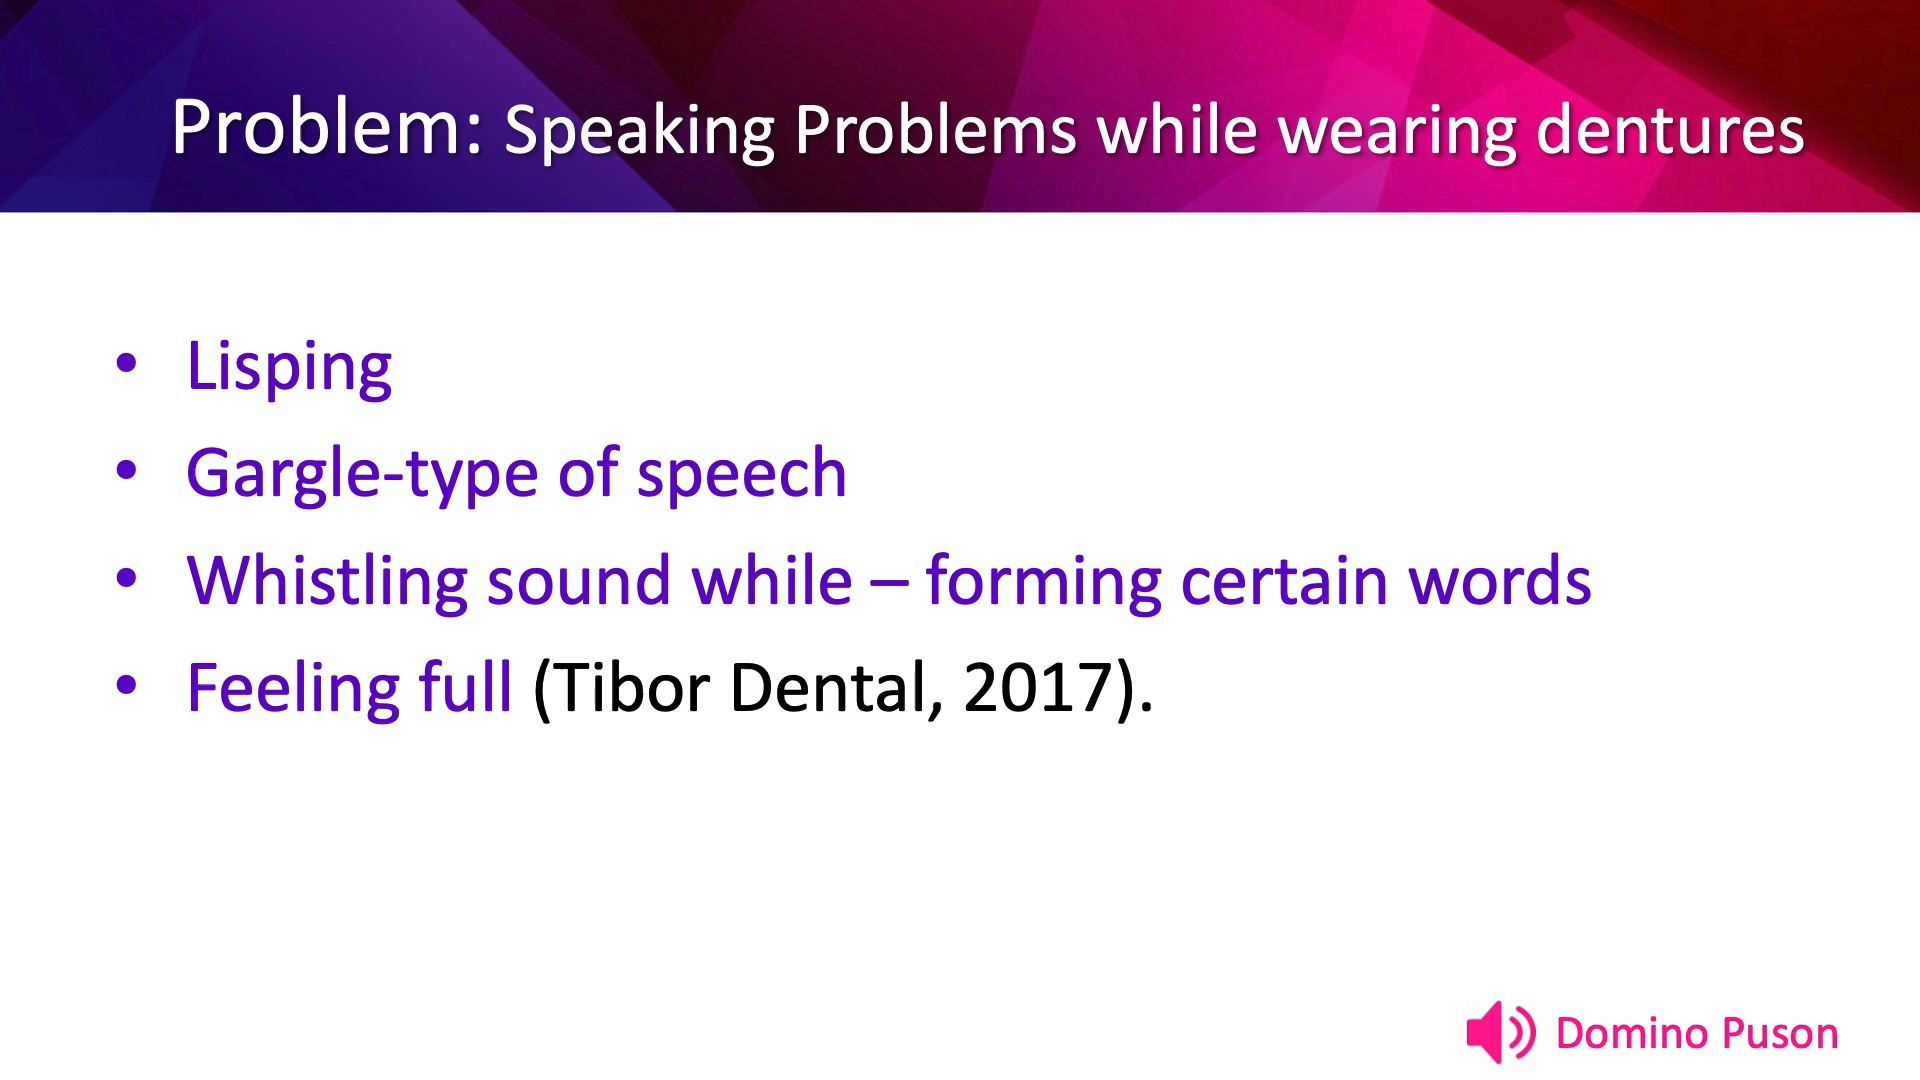 Problem: Speaking Problems while wearing dentures
• Lisping
• Gargle-type of speech
• Whistling sound while – forming certain words
• Feeling full (Tibor Dental, 2017).
Domino Puson